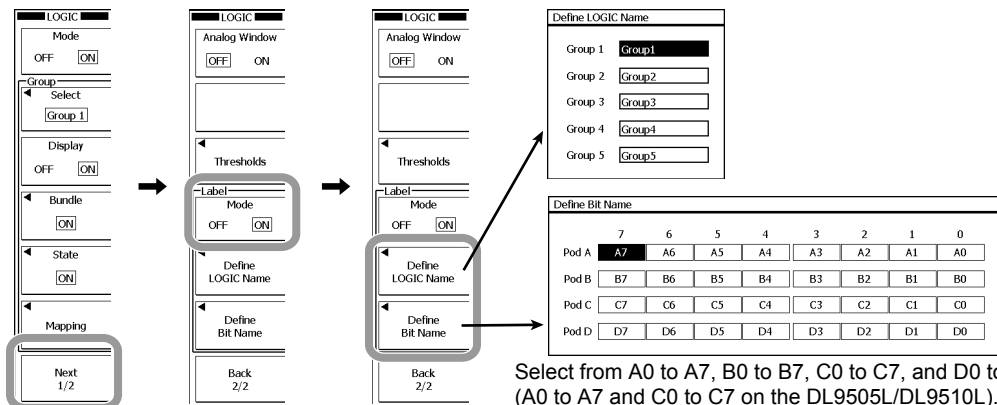 LOGIC
Mode
OFF ON
Group
Select
Group 1
Display
OFF ON
Bundle
ON
State
ON
Mapping
Next
1/2
LOGIC
Analog Window
OFF ON
Thresholds
Label
Mode
OFF ON
Define
LOGIC Name
Define
Bit Name
Back
2/2
LOGIC
Analog Window
OFF ON
Thresholds
Label
Mode
OFF ON
Define
LOGIC Name
Define
Bit Name
Back
2/2
Define LOGIC Name
Group 1 Group1
Group 2 Group2
Group 3 Group3
Group 4 Group4
Group 5 Group5
Define Bit Name
7 6 5 4 3 2 1 0
Pod A A7 A6 A5 A4 A3 A2 A1 A0
Pod B B7 B6 B5 B4 B3 B2 B1 B0
Pod C C7 C6 C5 C4 C3 C2 C1 C0
Pod D D7 D6 D5 D4 D3 D2 D1 D0
Select from A0 to A7, B0 to B7, C0 to C7, and D0 to
(A0 to A7 and C0 to C7 on the DL9505L/DL9510L).